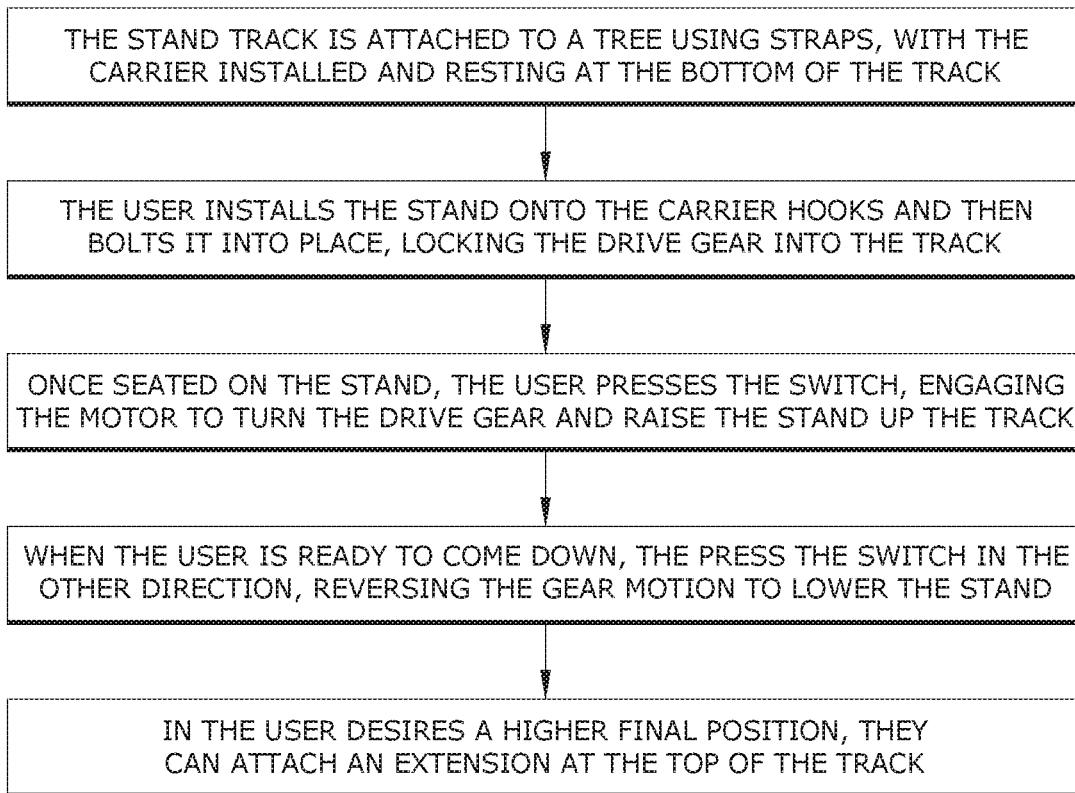 THE STAND TRACK IS ATTACHED TO A TREE USING STRAPS, WITH THE
CARRIER INSTALLED AND RESTING AT THE BOTTOM OF THE TRACK
THE USER INSTALLS THE STAND ONTO THE CARRIER HOOKS AND THEN
BOLTS IT INTO PLACE, LOCKING THE DRIVE GEAR INTO THE TRACK
ONCE SEATED ON THE STAND, THE USER PRESSES THE SWITCH, ENGAGING
THE MOTOR TO TURN THE DRIVE GEAR AND RAISE THE STAND UP THE TRACK
WHEN THE USER IS READY TO COME DOWN, THE PRESS THE SWITCH IN THE
OTHER DIRECTION, REVERSING THE GEAR MOTION TO LOWER THE STAND
IN THE USER DESIRES A HIGHER FINAL POSITION, THEY
CAN ATTACH AN EXTENSION AT THE TOP OF THE TRACK